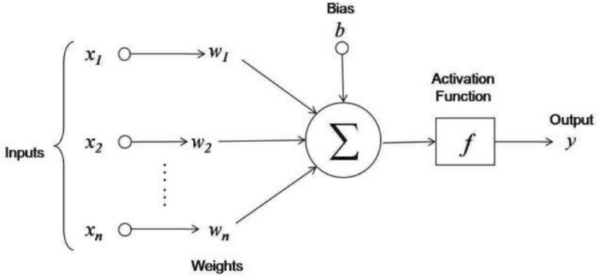 Bias
b
x1 w1
Activation
Function
Inputs x2 w2 Σ f Output
y
xn wn
Weights